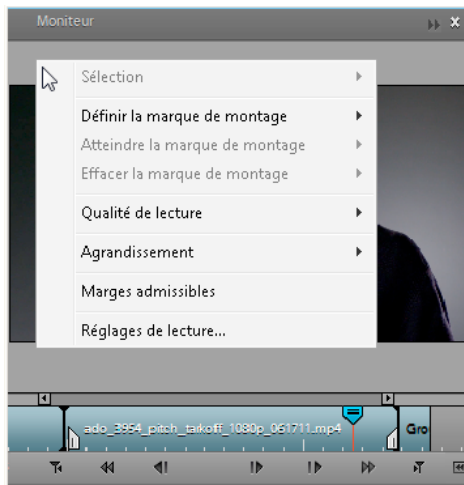 Moniteur
Sélection
Définir la marque de montage
Atteindre la marque de montage
Effacer la marque de montage
Qualité de lecture
Agrandissement
Marges admissibles
Réglages de lecture...
ado_3954_pitch_tarkoff_1080p_061711.mp4 Gro